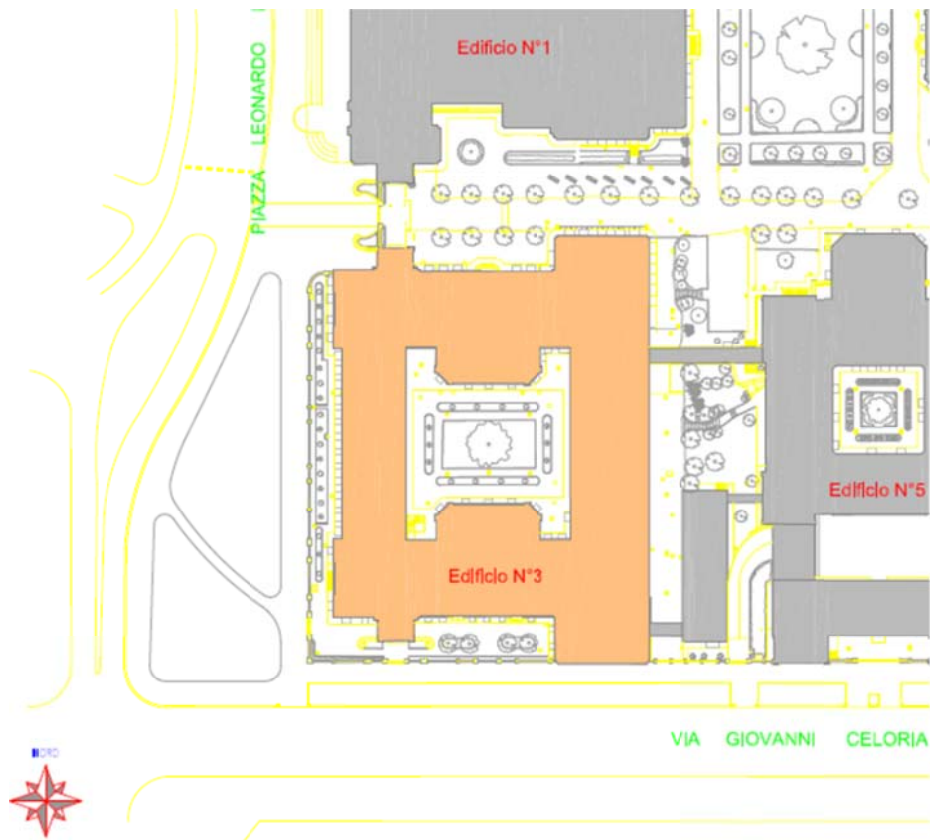 Edificio N°1
PIAZZA LEONARDO
Edificio N°5
Edificio N°3
VIA GIOVANNI CELORIA